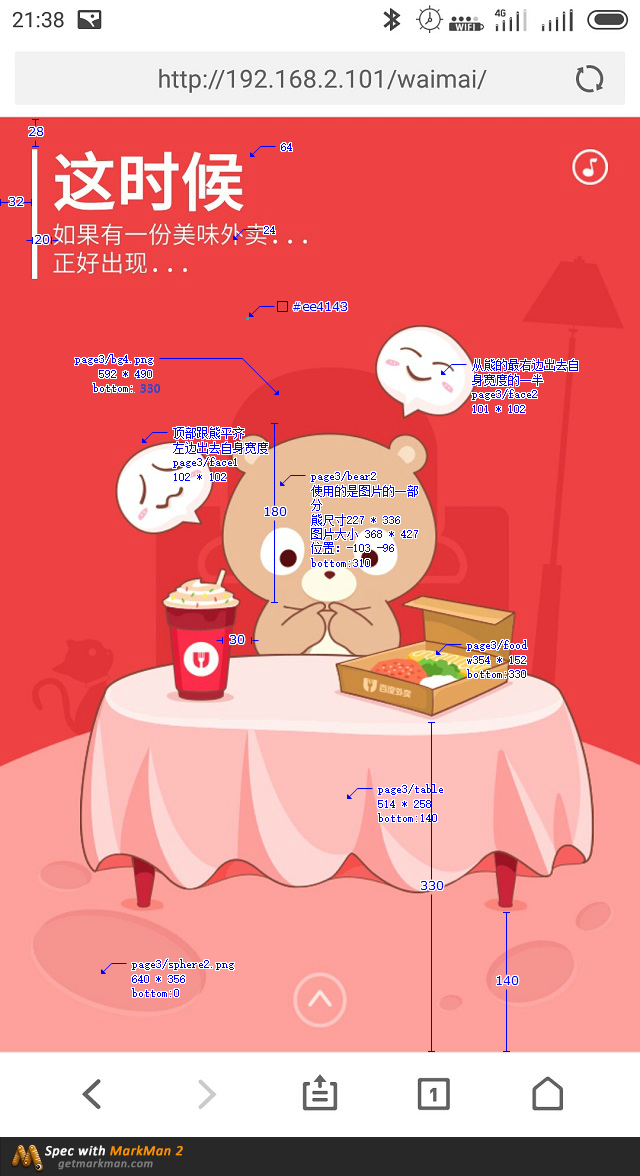 21:38
4G
WIFI
http://192.168.2.101/waimai/
28
64
这时候
32
20
如果有一份美味外卖...
24
正好出现...
#ee4143
page3/bg4.png
592 * 490
bottom: 330
从熊的最右边出去自
身宽度的一半
page3/face2
101 * 102
顶部跟熊平齐
左边出去自身宽度
page3/face1
102 * 102
page3/bear2
使用的是图片的一部
分
熊尺寸227 * 336
图片大小 368 * 427
位置: -103 -96
bottom:310
180
30
page3/food
w354 * 152
bottom:330
百度外卖
page3/table
514 * 258
bottom:140
330
page3/sphere2.png
640 * 356
bottom:0
140
1
Spec with MarkMan 2
getmarkman.com